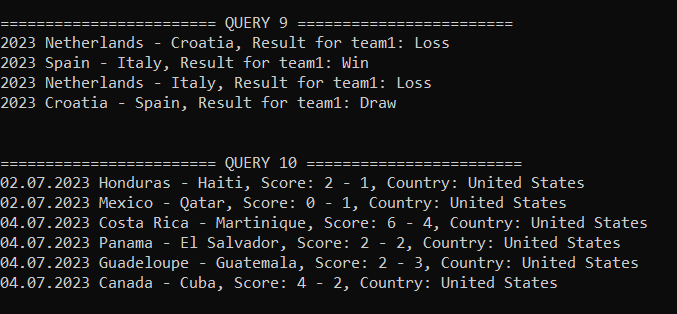 ======================== QUERY 9 ========================
2023 Netherlands - Croatia, Result for team1: Loss
2023 Spain - Italy, Result for team1: Win
2023 Netherlands - Italy, Result for team1: Loss
2023 Croatia - Spain, Result for team1: Draw
======================== QUERY 10 ========================
02.07.2023 Honduras - Haiti, Score: 2 - 1, Country: United States
02.07.2023 Mexico - Qatar, Score: 0 - 1, Country: United States
04.07.2023 Costa Rica - Martinique, Score: 6 - 4, Country: United States
04.07.2023 Panama - El Salvador, Score: 2 - 2, Country: United States
04.07.2023 Guadeloupe - Guatemala, Score: 2 - 3, Country: United States
04.07.2023 Canada - Cuba, Score: 4 - 2, Country: United States